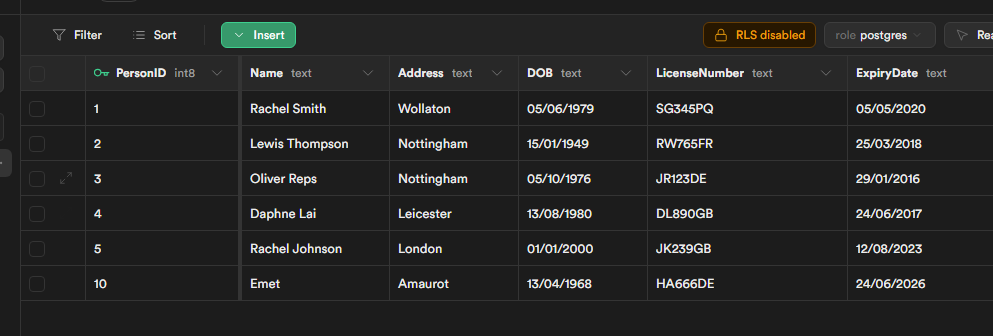 Filter Sort Insert RLS disabled role postgres
PersonID int8 Name text Address text DOB text LicenseNumber text ExpiryDate text
1 Rachel Smith Wollaton 05/06/1979 SG345PQ 05/05/2020
2 Lewis Thompson Nottingham 15/01/1949 RW765FR 25/03/2018
3 Oliver Reps Nottingham 05/10/1976 JR123DE 29/01/2016
4 Daphne Lai Leicester 13/08/1980 DL890GB 24/06/2017
5 Rachel Johnson London 01/01/2000 JK239GB 12/08/2023
10 Emet Amaurot 13/04/1968 HA666DE 24/06/2026